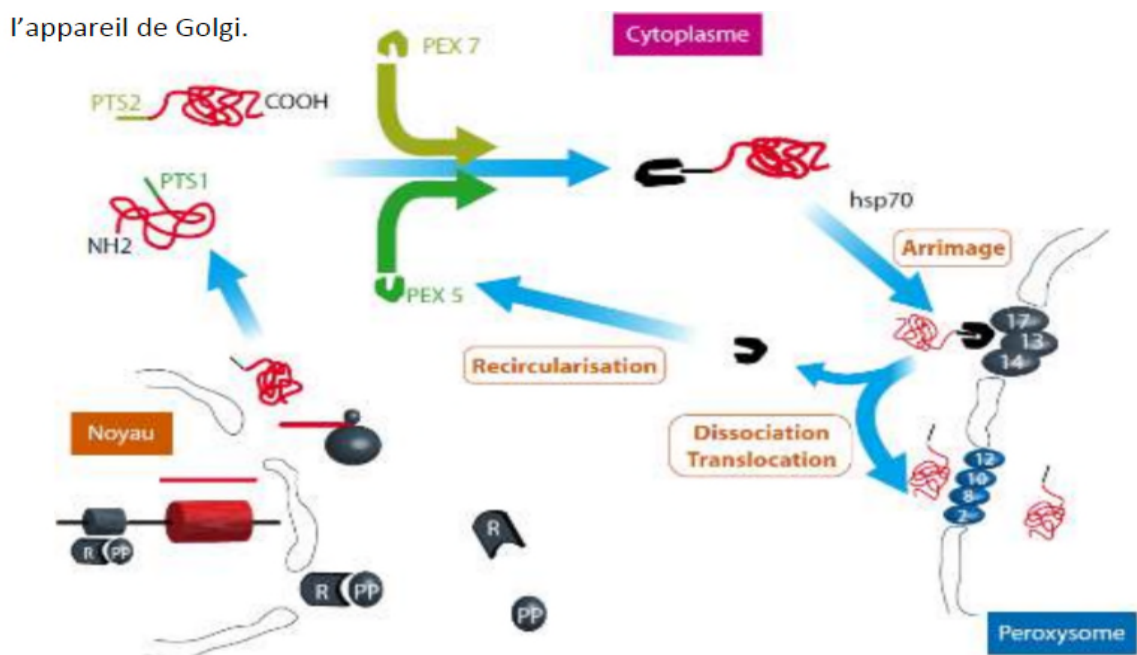 l'appareil de Golgi.
PEX 7
Cytoplasme
PTS2
COOH
PTS1
NH2
hsp70
Arrimage
PEX 5
17
13
14
Recircularisation
Noyau
Dissociation
Translocation
12
10
8
2
R
R PP
R PP
PP
Peroxysome